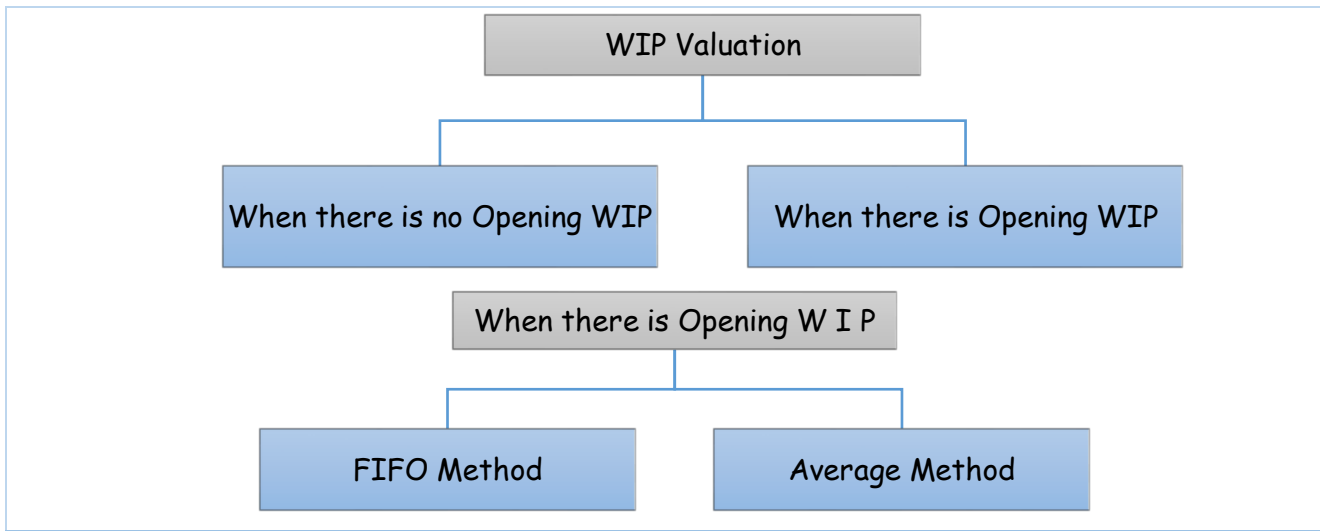 WIP Valuation
When there is no Opening WIP
When there is Opening WIP
When there is Opening W I P
FIFO Method
Average Method